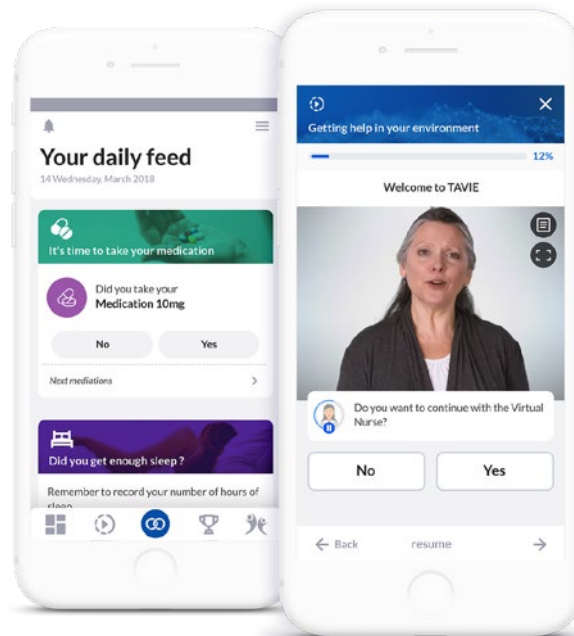 Your daily feed
14 Wednesday, March 2018
It's time to take your medication
Did you take your
Medication 10mg
No
Yes
Next mediations
Did you get enough sleep ?
Remember to record your number of hours of
sleep
Getting help in your environment
12%
Welcome to TAVIE
Do you want to continue with the Virtual
Nurse?
No
Yes
Back
resume